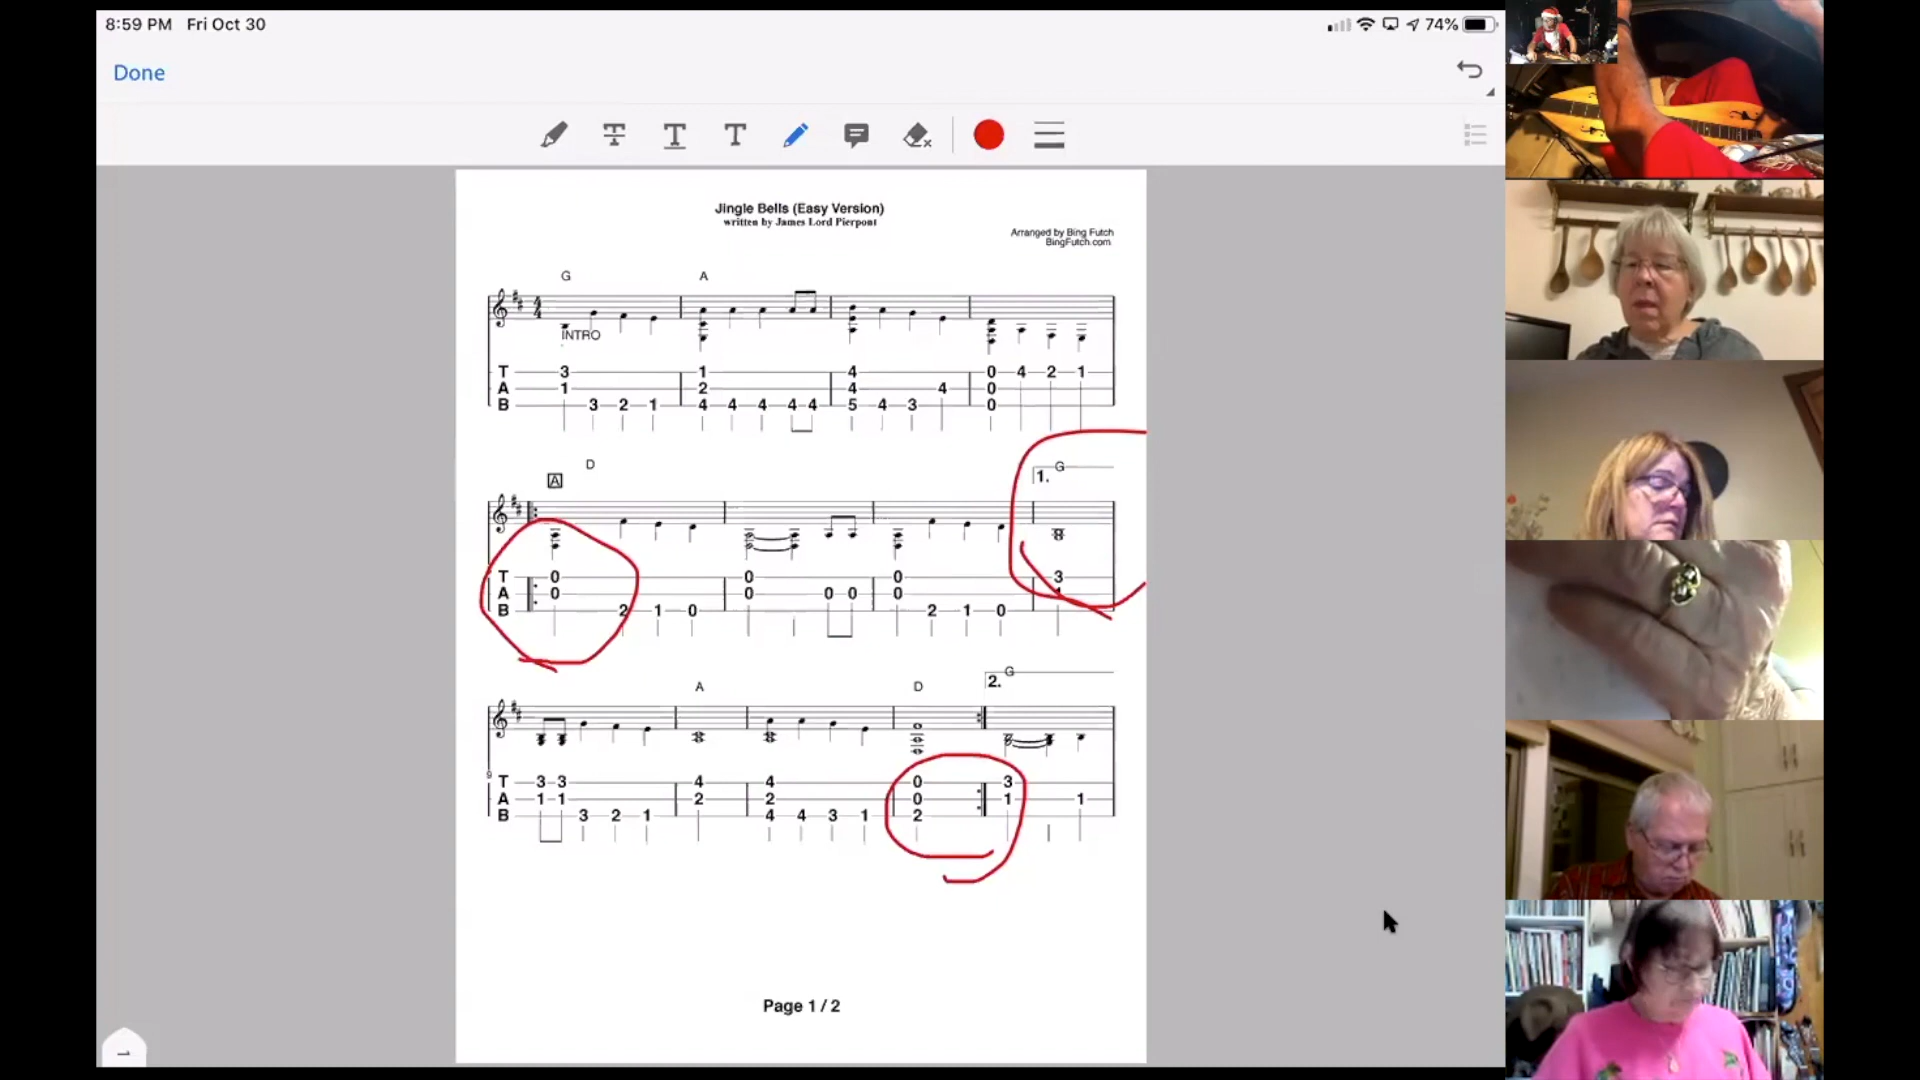 8:59 PM Fri Oct 30
74%
Done
Jingle Bells (Easy Version)
written by James Lord Pierpont
Arranged by Bing Futch
BingFutch.com
G A
4
4
INTRO
T 3 1 4 0 4 2 1
A 1 2 4 4 0
B 3 2 1 4 4 4 4 4 5 4 3 0
A D 1. G
T 0 0 0 3
A 0 0 0 0 0
B 2 1 0 2 1 0
A D 2. G
9
T 3 3 4 4 0 3
A 1 1 2 2 0 1 1
B 3 2 1 4 4 3 1 2
Page 1 / 2
1